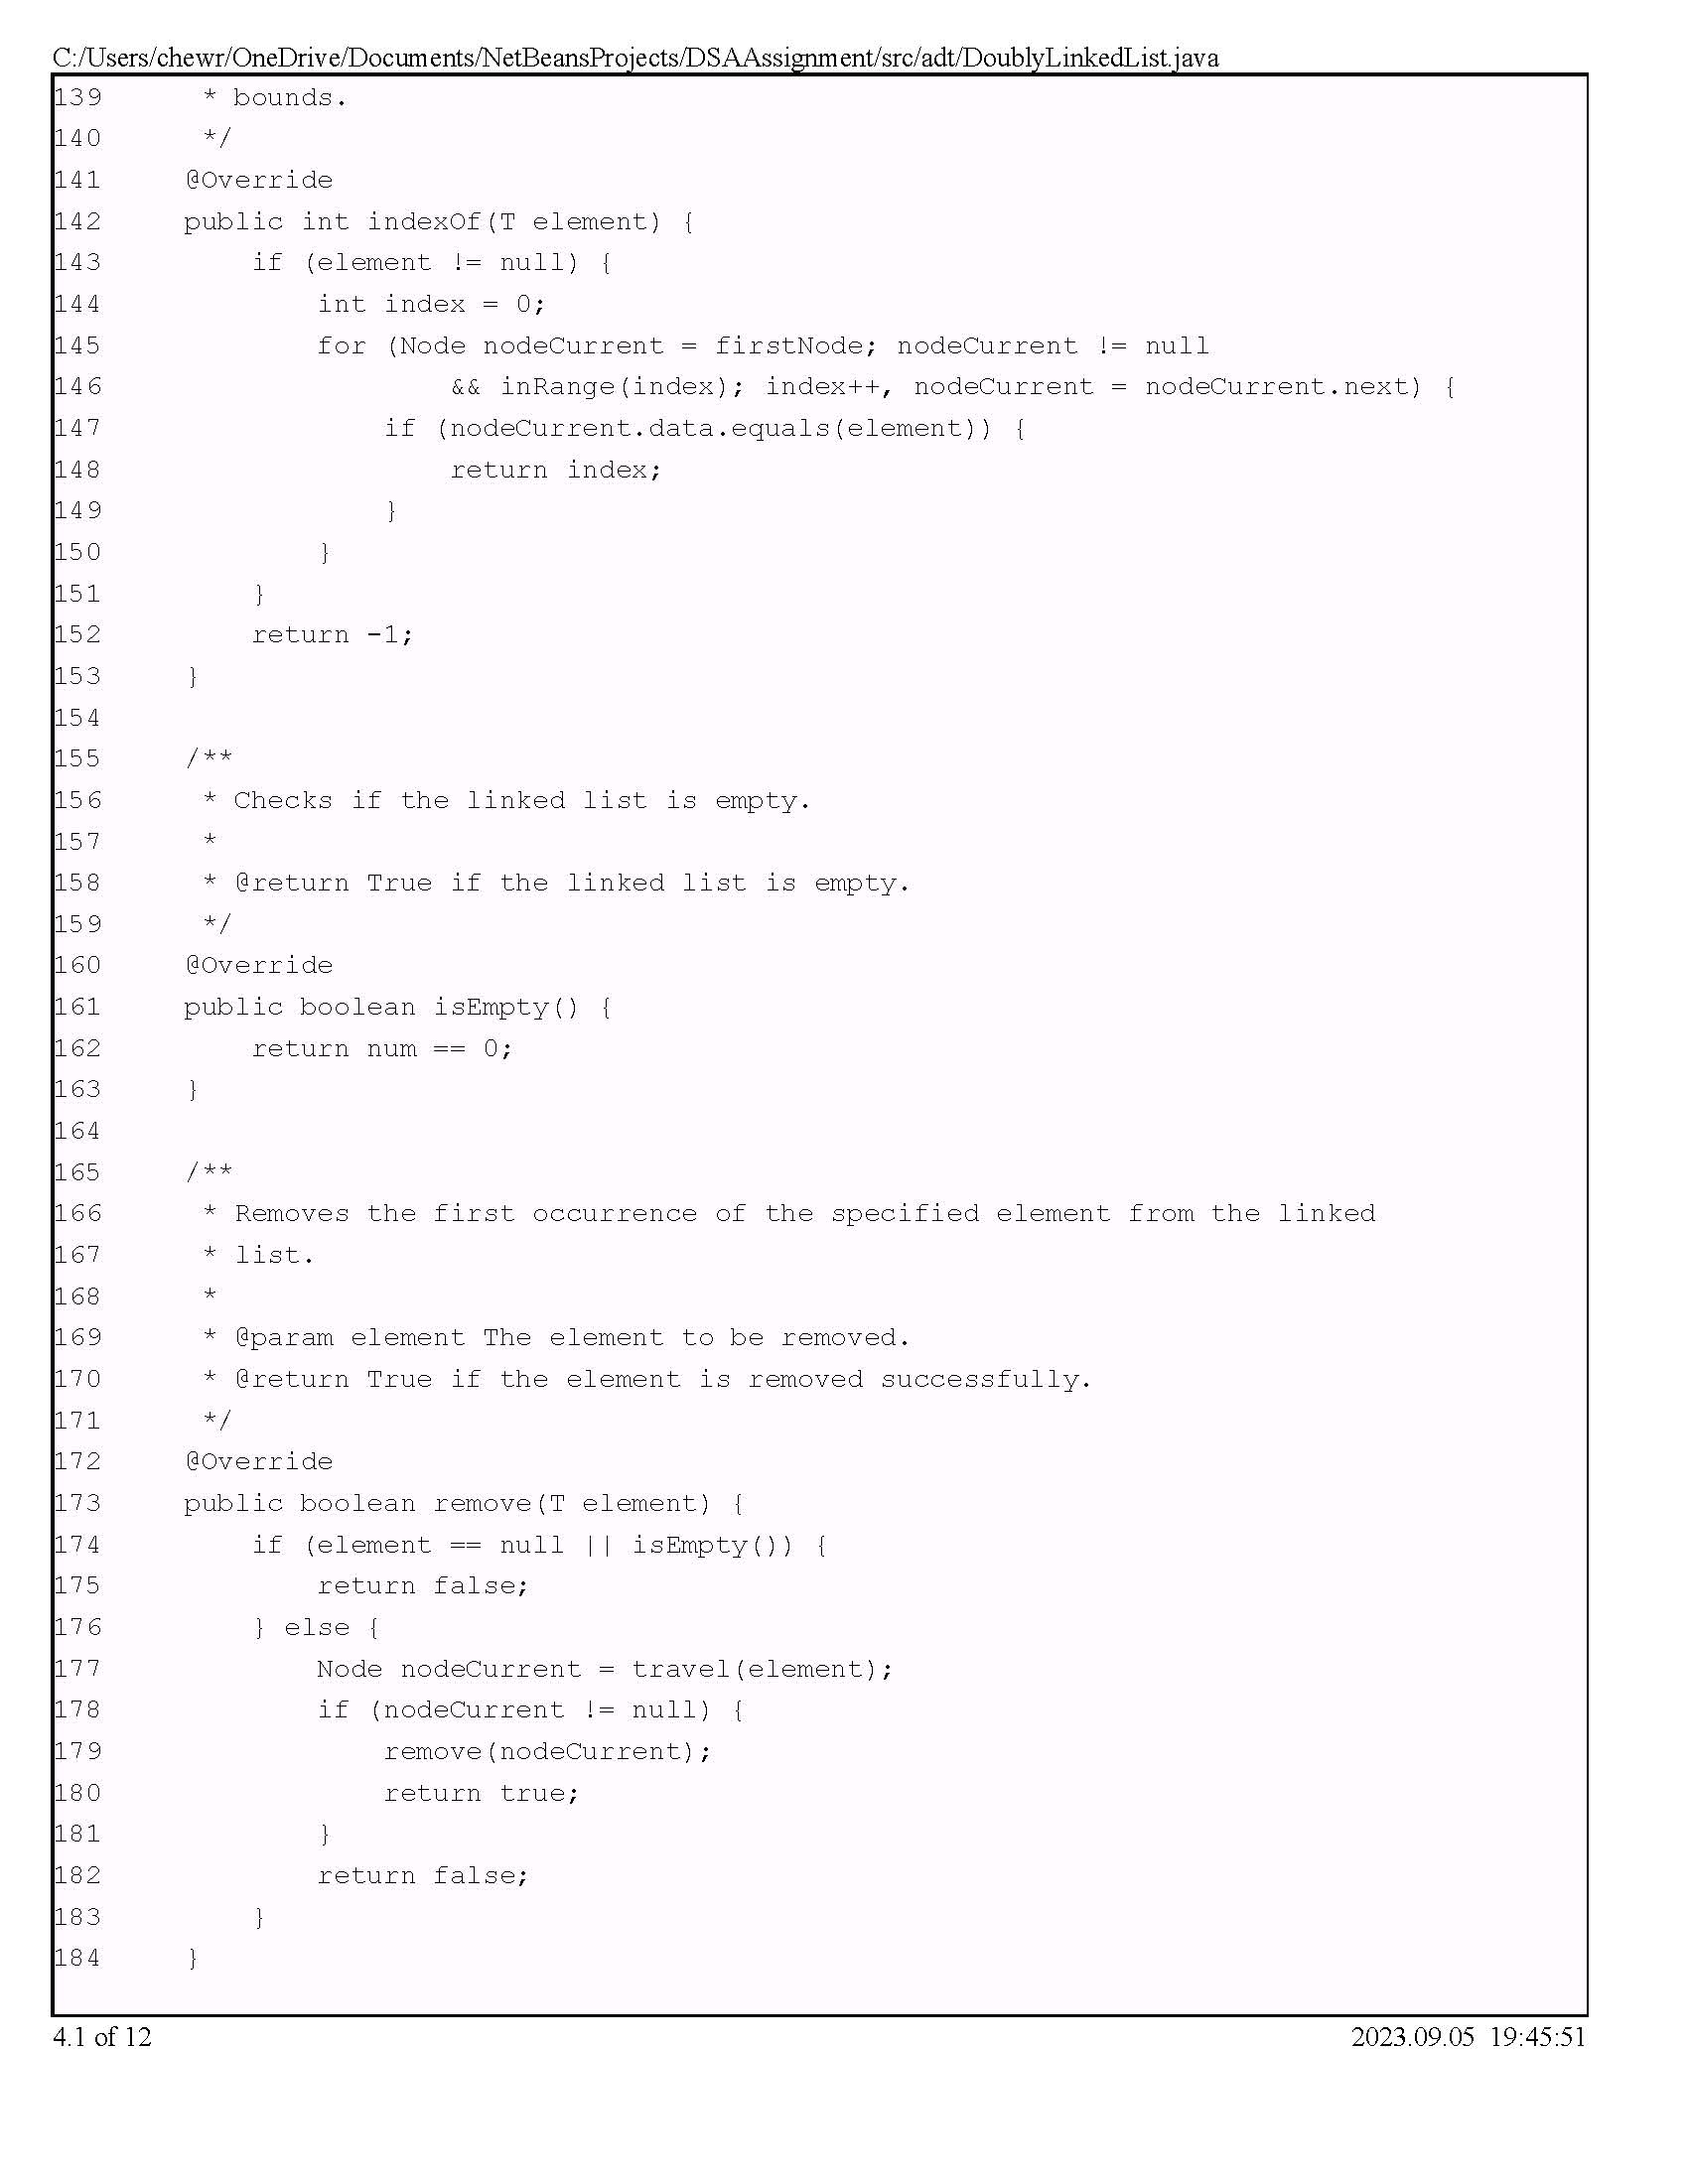 C:/Users/chewr/OneDrive/Documents/NetBeansProjects/DSAAssignment/src/adt/DoublyLinkedList.java
139      * bounds.
140      */
141     @Override
142     public int indexOf(T element) {
143         if (element != null) {
144             int index = 0;
145             for (Node nodeCurrent = firstNode; nodeCurrent != null
146                     && inRange(index); index++, nodeCurrent = nodeCurrent.next) {
147                 if (nodeCurrent.data.equals(element)) {
148                     return index;
149                 }
150             }
151         }
152         return -1;
153     }
154
155     /**
156      * Checks if the linked list is empty.
157      *
158      * @return True if the linked list is empty.
159      */
160     @Override
161     public boolean isEmpty() {
162         return num == 0;
163     }
164
165     /**
166      * Removes the first occurrence of the specified element from the linked
167      * list.
168      *
169      * @param element The element to be removed.
170      * @return True if the element is removed successfully.
171      */
172     @Override
173     public boolean remove(T element) {
174         if (element == null || isEmpty()) {
175             return false;
176         } else {
177             Node nodeCurrent = travel(element);
178             if (nodeCurrent != null) {
179                 remove(nodeCurrent);
180                 return true;
181             }
182             return false;
183         }
184     }
4.1 of 12 2023.09.05 19:45:51